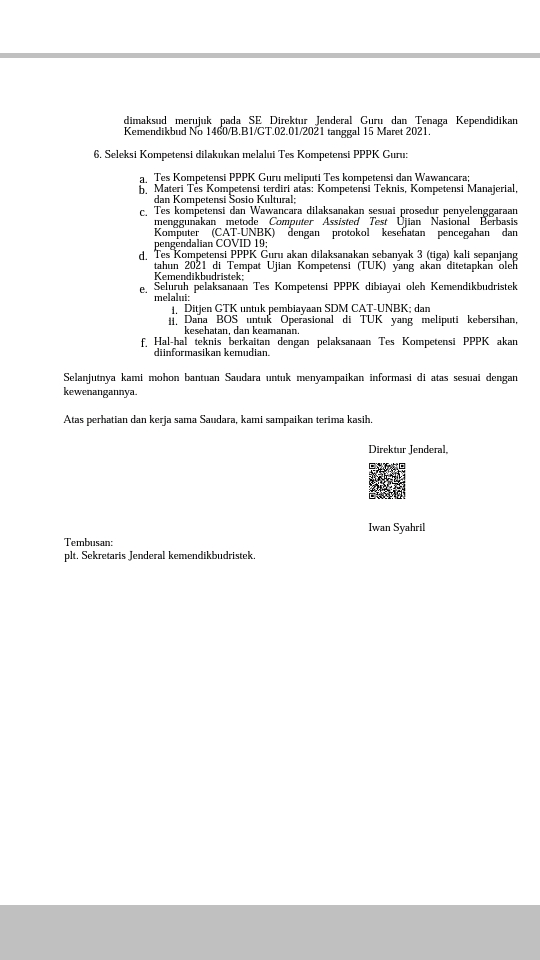 dimaksud merujuk pada SE Direktur Jenderal Guru dan Tenaga Kependidikan
Kemendikbud No 1460/B.B1/GT.02.01/2021 tanggal 15 Maret 2021.
6. Seleksi Kompetensi dilakukan melalui Tes Kompetensi PPPK Guru:
a. Tes Kompetensi PPPK Guru meliputi Tes kompetensi dan Wawancara;
b. Materi Tes Kompetensi terdiri atas: Kompetensi Teknis, Kompetensi Manajerial,
dan Kompetensi Sosio Kultural;
c. Tes kompetensi dan Wawancara dilaksanakan sesuai prosedur penyelenggaraan
menggunakan metode Computer Assisted Test Ujian Nasional Berbasis
Komputer (CAT-UNBK) dengan protokol kesehatan pencegahan dan
pengendalian COVID 19;
d. Tes Kompetensi PPPK Guru akan dilaksanakan sebanyak 3 (tiga) kali sepanjang
tahun 2021 di Tempat Ujian Kompetensi (TUK) yang akan ditetapkan oleh
Kemendikbudristek;
e. Seluruh pelaksanaan Tes Kompetensi PPPK dibiayai oleh Kemendikbudristek
melalui:
i. Ditjen GTK untuk pembiayaan SDM CAT-UNBK; dan
ii. Dana BOS untuk Operasional di TUK yang meliputi kebersihan,
kesehatan, dan keamanan.
f. Hal-hal teknis berkaitan dengan pelaksanaan Tes Kompetensi PPPK akan
diinformasikan kemudian.
Selanjutnya kami mohon bantuan Saudara untuk menyampaikan informasi di atas sesuai dengan
kewenangannya.
Atas perhatian dan kerja sama Saudara, kami sampaikan terima kasih.
Direktur Jenderal,
Iwan Syahril
Tembusan:
plt. Sekretaris Jenderal kemendikbudristek.